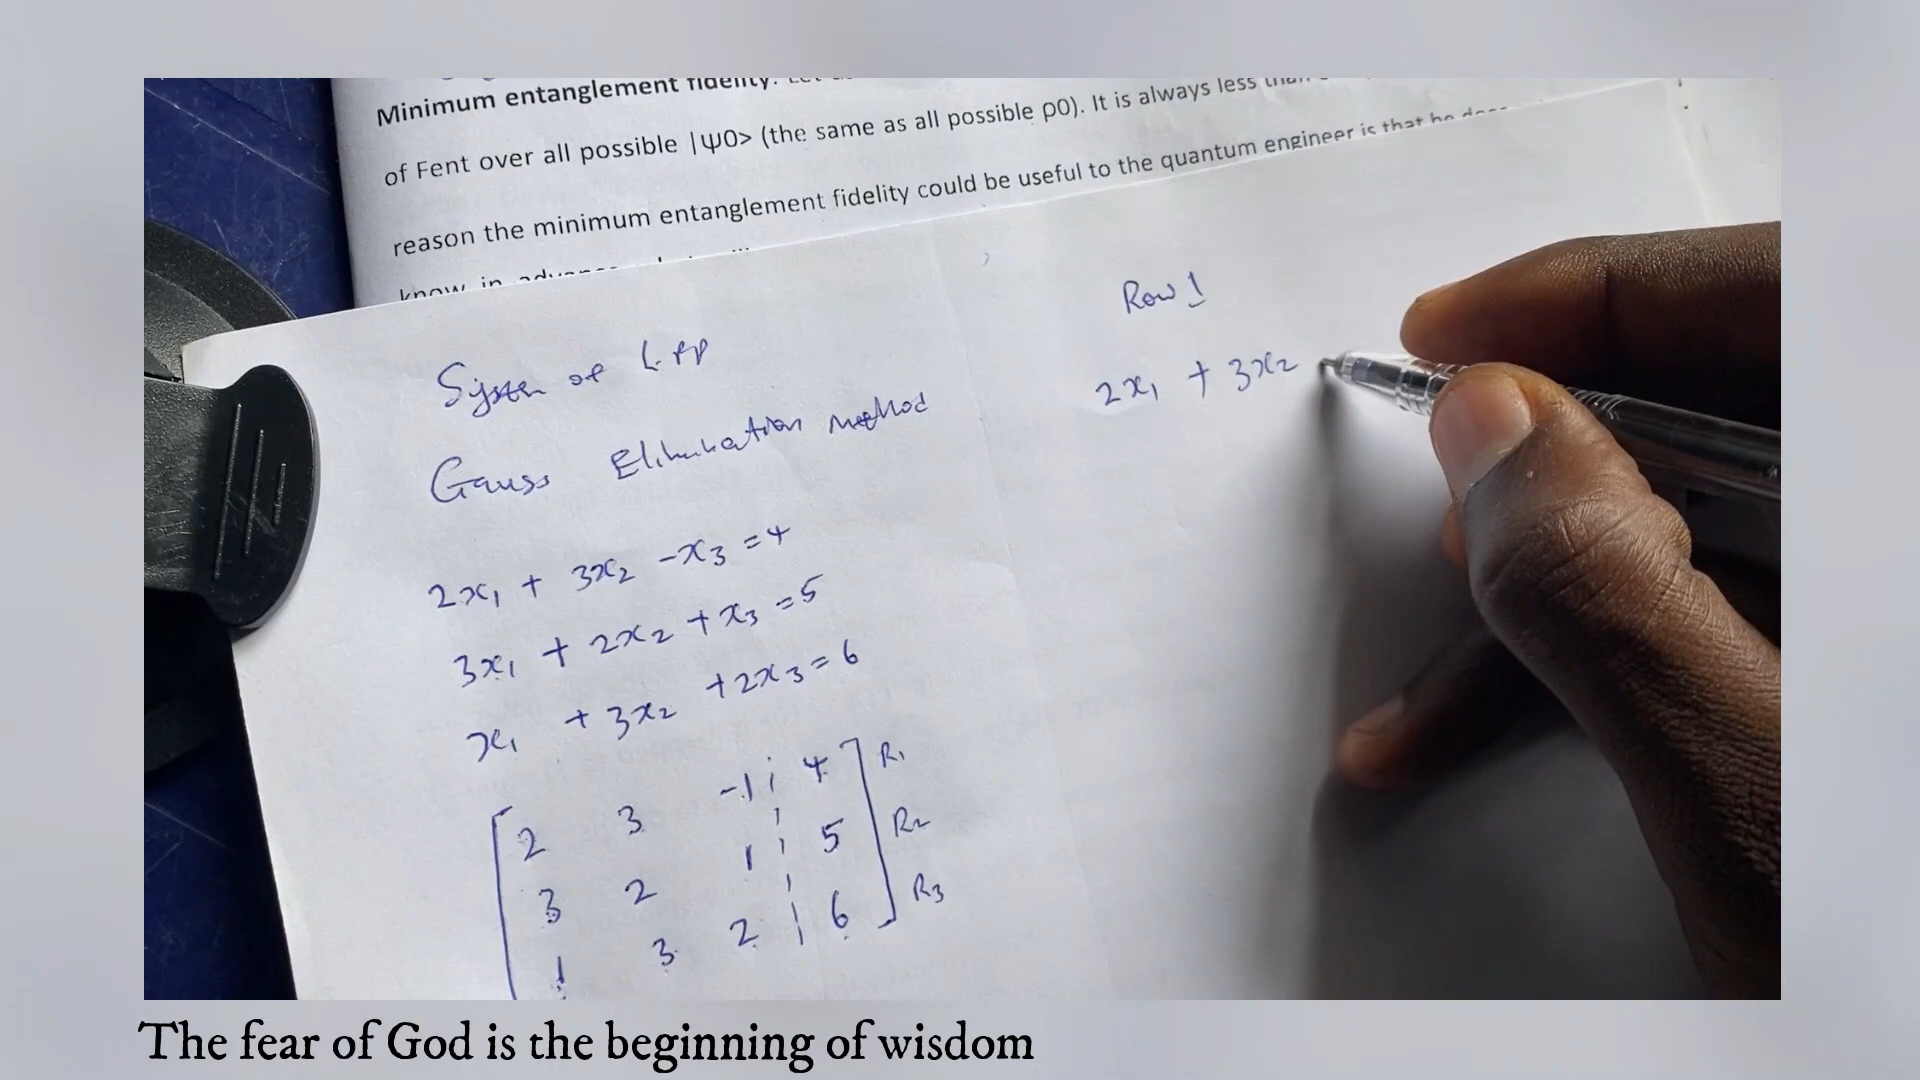 Minimum entanglement fidelity.
of Fent over all possible |ψ0> (the same as all possible ρ0). It is always less than
reason the minimum entanglement fidelity could be useful to the quantum engineer is that he
know in
System of L.PP
Gauss Elimination method
2x₁ + 3x₂ -x₃ = 4
3x₁ + 2x₂ + x₃ = 5
x₁ + 3x₂ + 2x₃ = 6
2 3 -1 | 4 R₁
3 2 1 | 5 R₂
1 3 2 | 6 R₃
Row 1
2x₁ + 3x₂
The fear of God is the beginning of wisdom